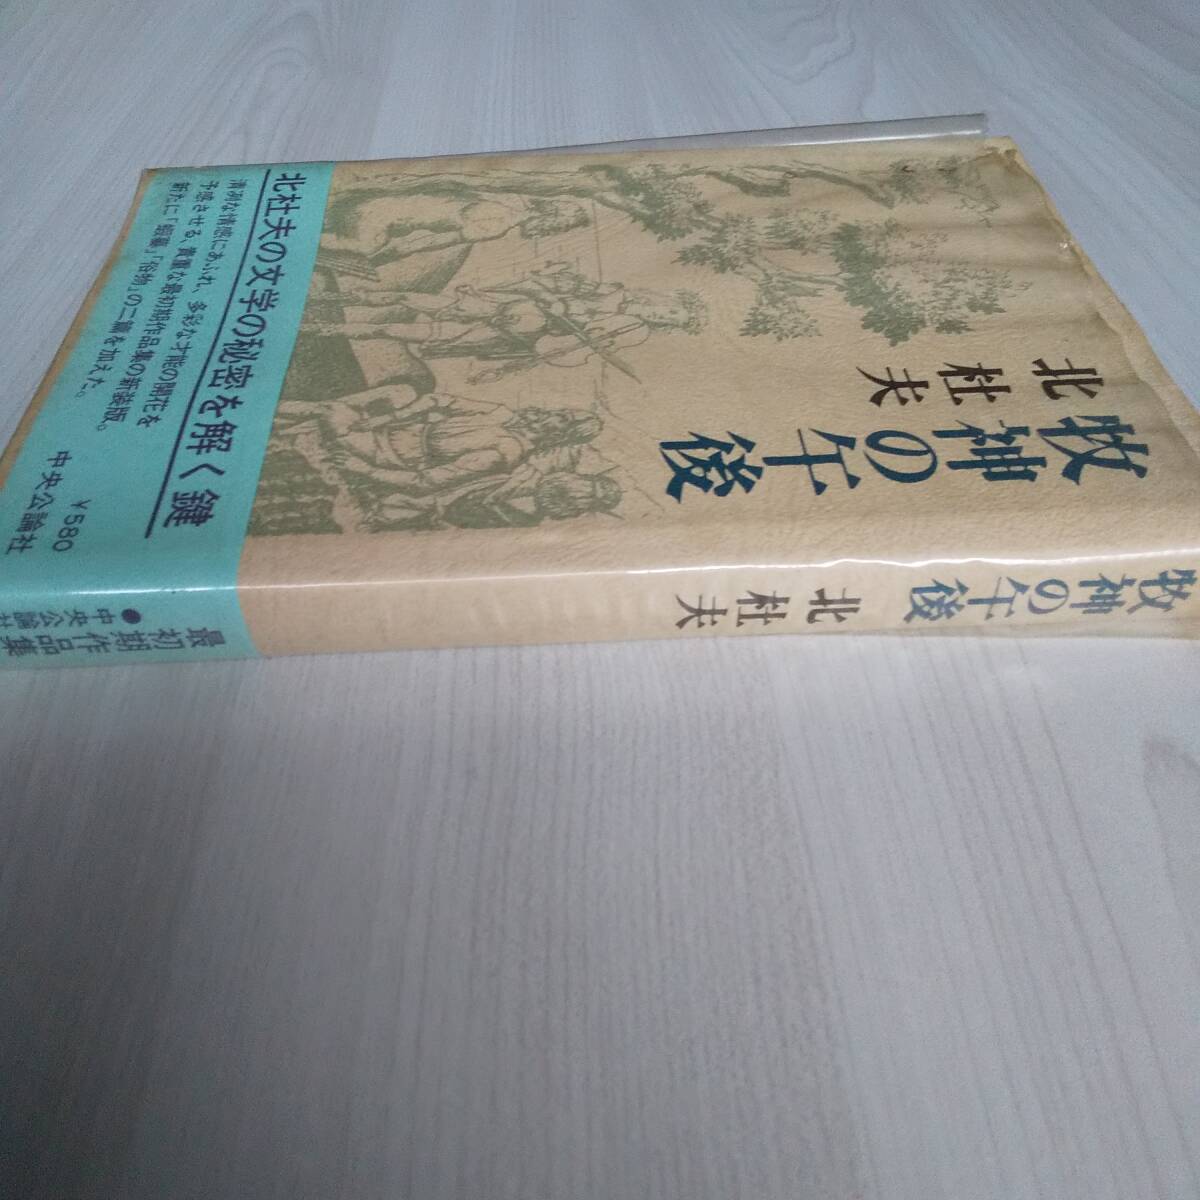 牧神の午後
北杜夫
北杜夫の文学の秘密を解く鍵
清冽な情感にあふれ、多彩な才能の開花を
予感させる、貴重な最初期作品集の新装版。
新たに「蝦蟇」「俗物」の二篇を加えた。
¥580
中央公論社
牧神の午後
北杜夫
最初期作品集
●中央公論社